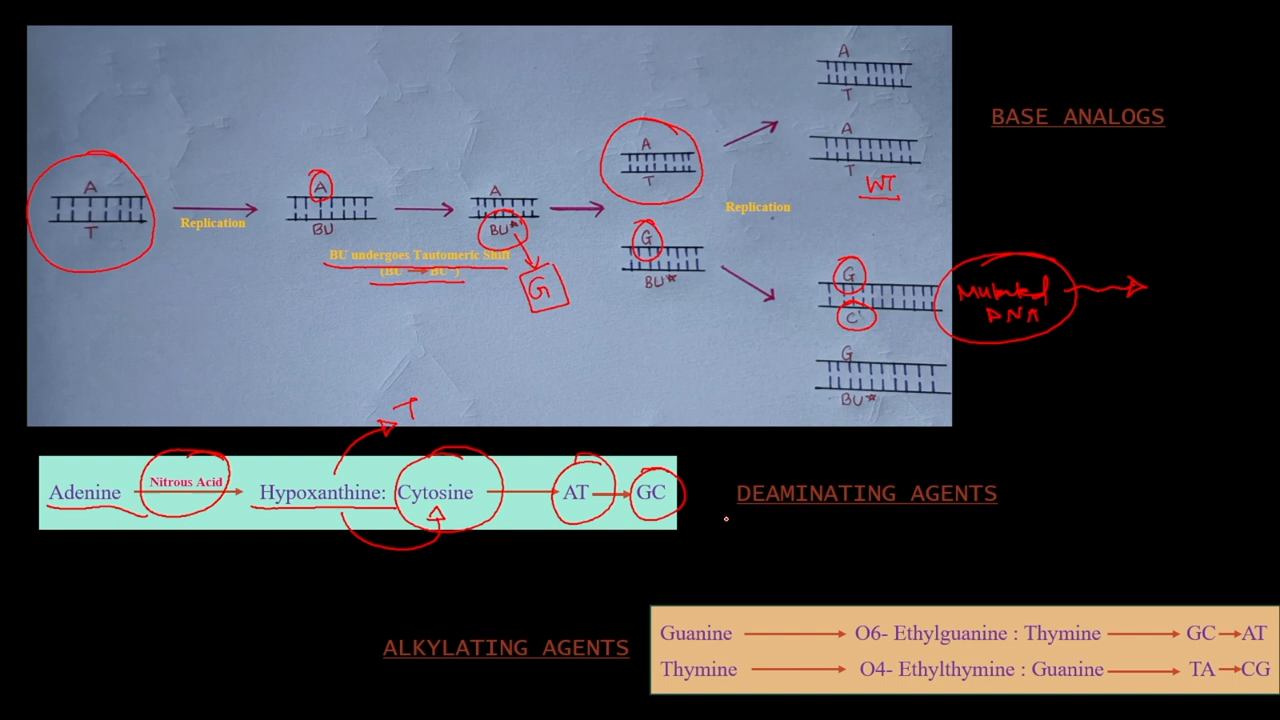 A
T
Replication
A
BU
BU undergoes Tautomeric Shift
(BU → BU*)
A
BU*
G
A
T
G
BU*
Replication
A
T
A
T
WT
G
C
G
BU*
Mutated
DNA
BASE ANALOGS
T
Adenine Nitrous Acid Hypoxanthine: Cytosine AT GC
DEAMINATING AGENTS
ALKYLATING AGENTS
Guanine O6- Ethylguanine : Thymine GC AT
Thymine O4- Ethylthymine : Guanine TA CG